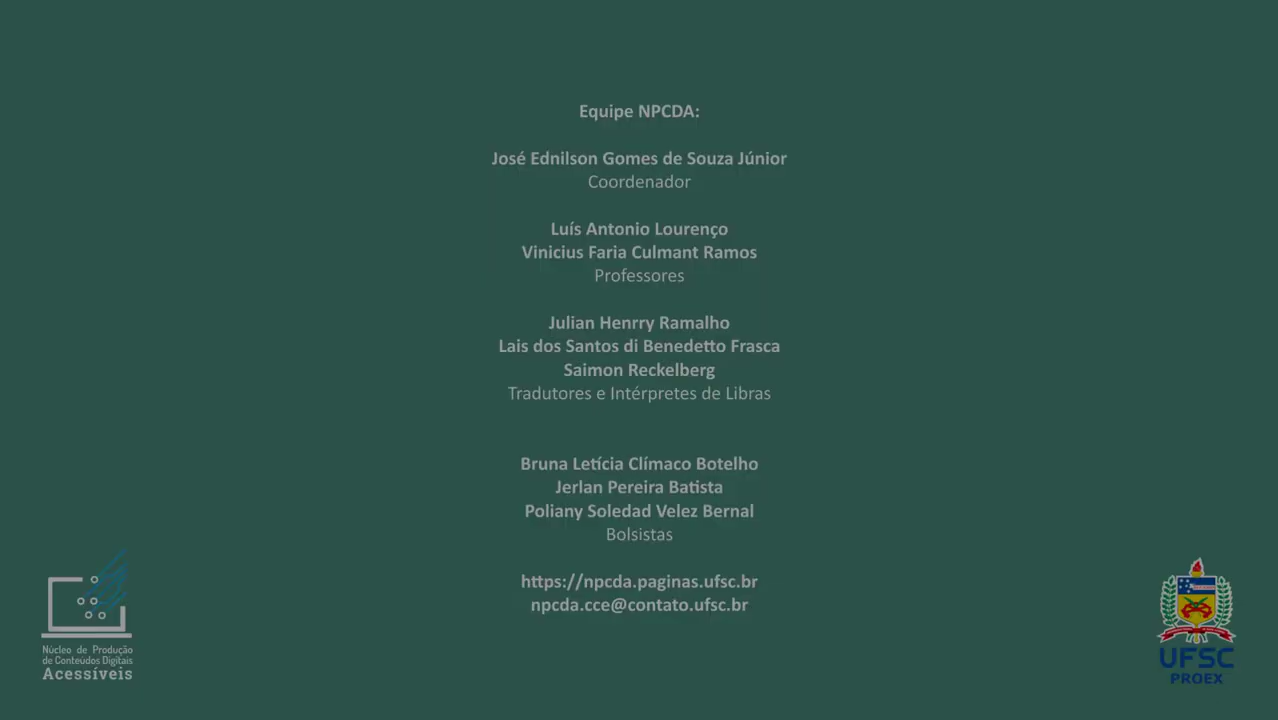 Equipe NPCDA:
José Ednilson Gomes de Souza Júnior
Coordenador
Luís Antonio Lourenço
Vinicius Faria Culmant Ramos
Professores
Julian Henrry Ramalho
Lais dos Santos di Benedetto Frasca
Saimon Reckelberg
Tradutores e Intérpretes de Libras
Bruna Letícia Clímaco Botelho
Jerlan Pereira Batista
Poliany Soledad Velez Bernal
Bolsistas
https://npcda.paginas.ufsc.br
npcda.cce@contato.ufsc.br
Núcleo de Produção
de Conteúdos Digitais
Acessíveis
UFSC
PROEX